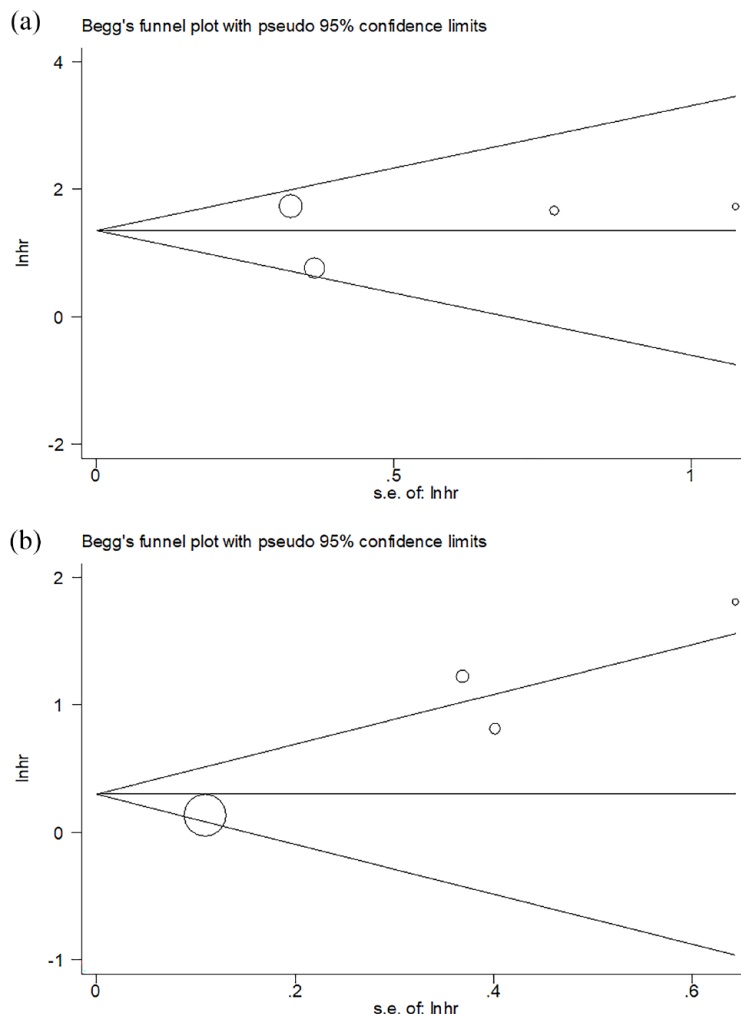 (a)
Begg's funnel plot with pseudo 95% confidence limits
4
2
0
-2
lnhr
0
.5
1
s.e. of: lnhr
(b)
Begg's funnel plot with pseudo 95% confidence limits
2
1
0
-1
lnhr
0
.2
.4
.6
s.e. of: lnhr